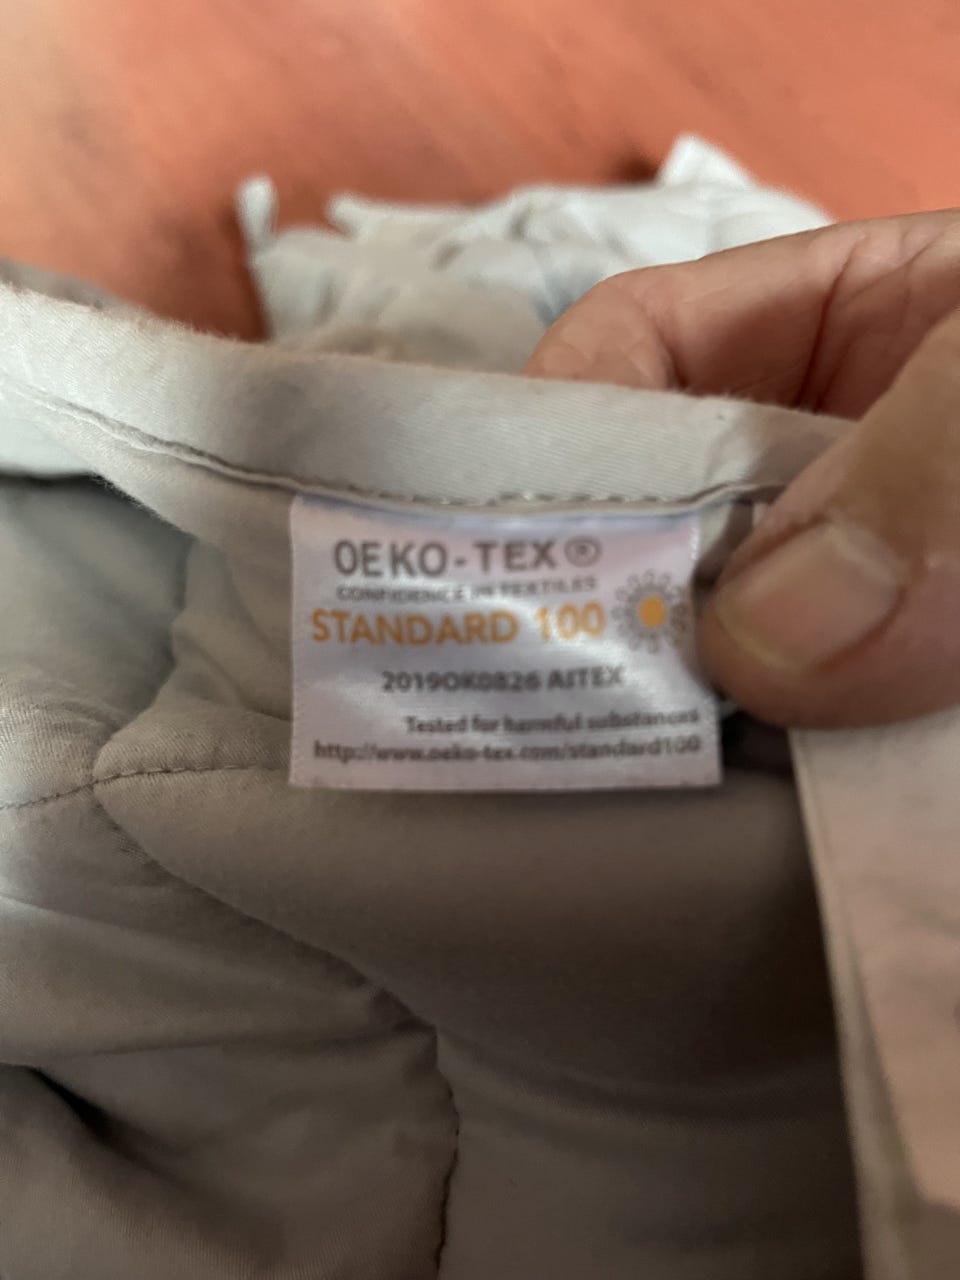 OEKO-TEX®
CONFIDENCE IN TEXTILES
STANDARD 100
2019OK0826 AITEX
Tested for harmful substances
http://www.oeko-tex.com/standard100